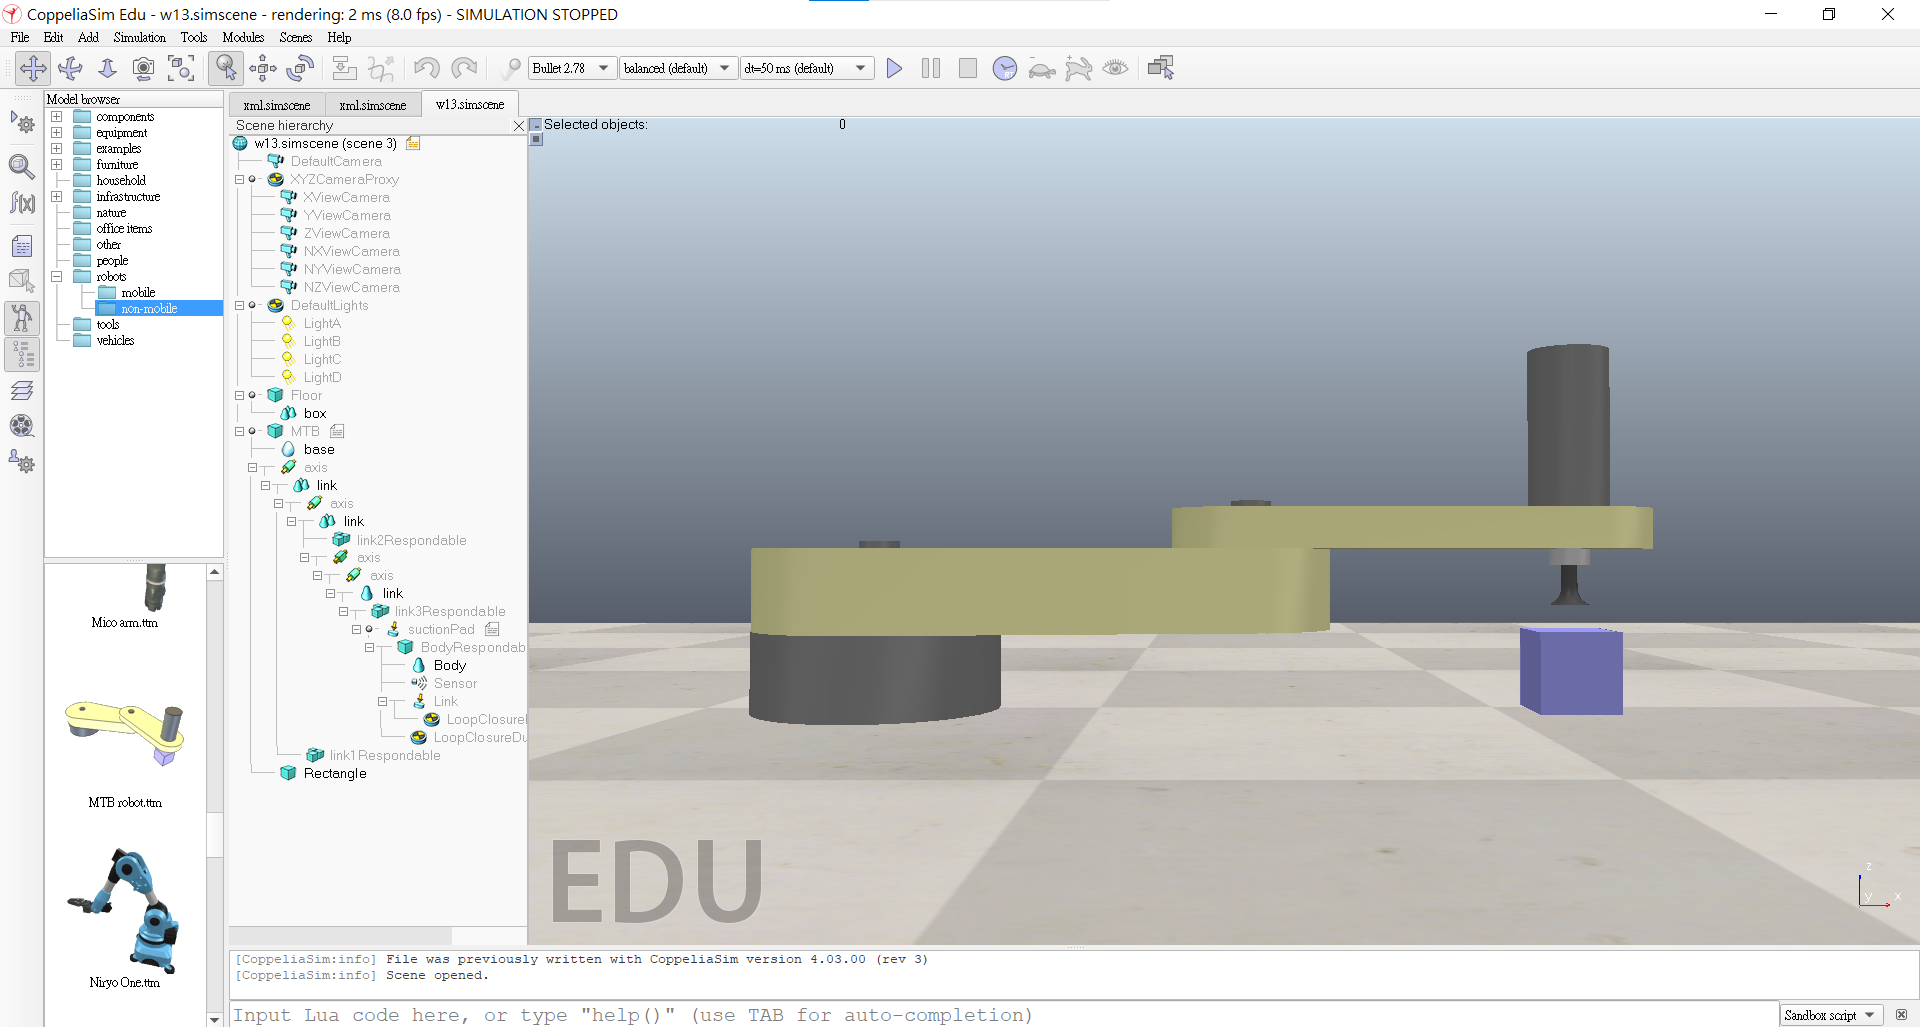 CoppeliaSim Edu - w13.simscene - rendering: 2 ms (8.0 fps) - SIMULATION STOPPED
File Edit Add Simulation Tools Modules Scenes Help
Bullet 2.78 balanced (default) dt=50 ms (default) RT
Model browser
components
equipment
examples
furniture
household
infrastructure
nature
office items
other
people
robots
mobile
non-mobile
tools
vehicles
Mico arm.ttm
MTB robot.ttm
Niryo One.ttm
f(x)
xml.simscene xml.simscene w13.simscene
Scene hierarchy
w13.simscene (scene 3)
DefaultCamera
XYZCameraProxy
XViewCamera
YViewCamera
ZViewCamera
NXViewCamera
NYViewCamera
NZViewCamera
DefaultLights
LightA
LightB
LightC
LightD
Floor
box
MTB
base
axis
link
axis
link
link2Respondable
axis
axis
link
link3Respondable
suctionPad
BodyRespondab
Body
Sensor
Link
LoopClosureI
LoopClosureDu
link1Respondable
Rectangle
Selected objects: 0
EDU
z
y x
[CoppeliaSim:info] File was previously written with CoppeliaSim version 4.03.00 (rev 3)
[CoppeliaSim:info] Scene opened.
Input Lua code here, or type "help()" (use TAB for auto-completion)
Sandbox script